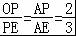 OP/PE = AP/AE = 2/3